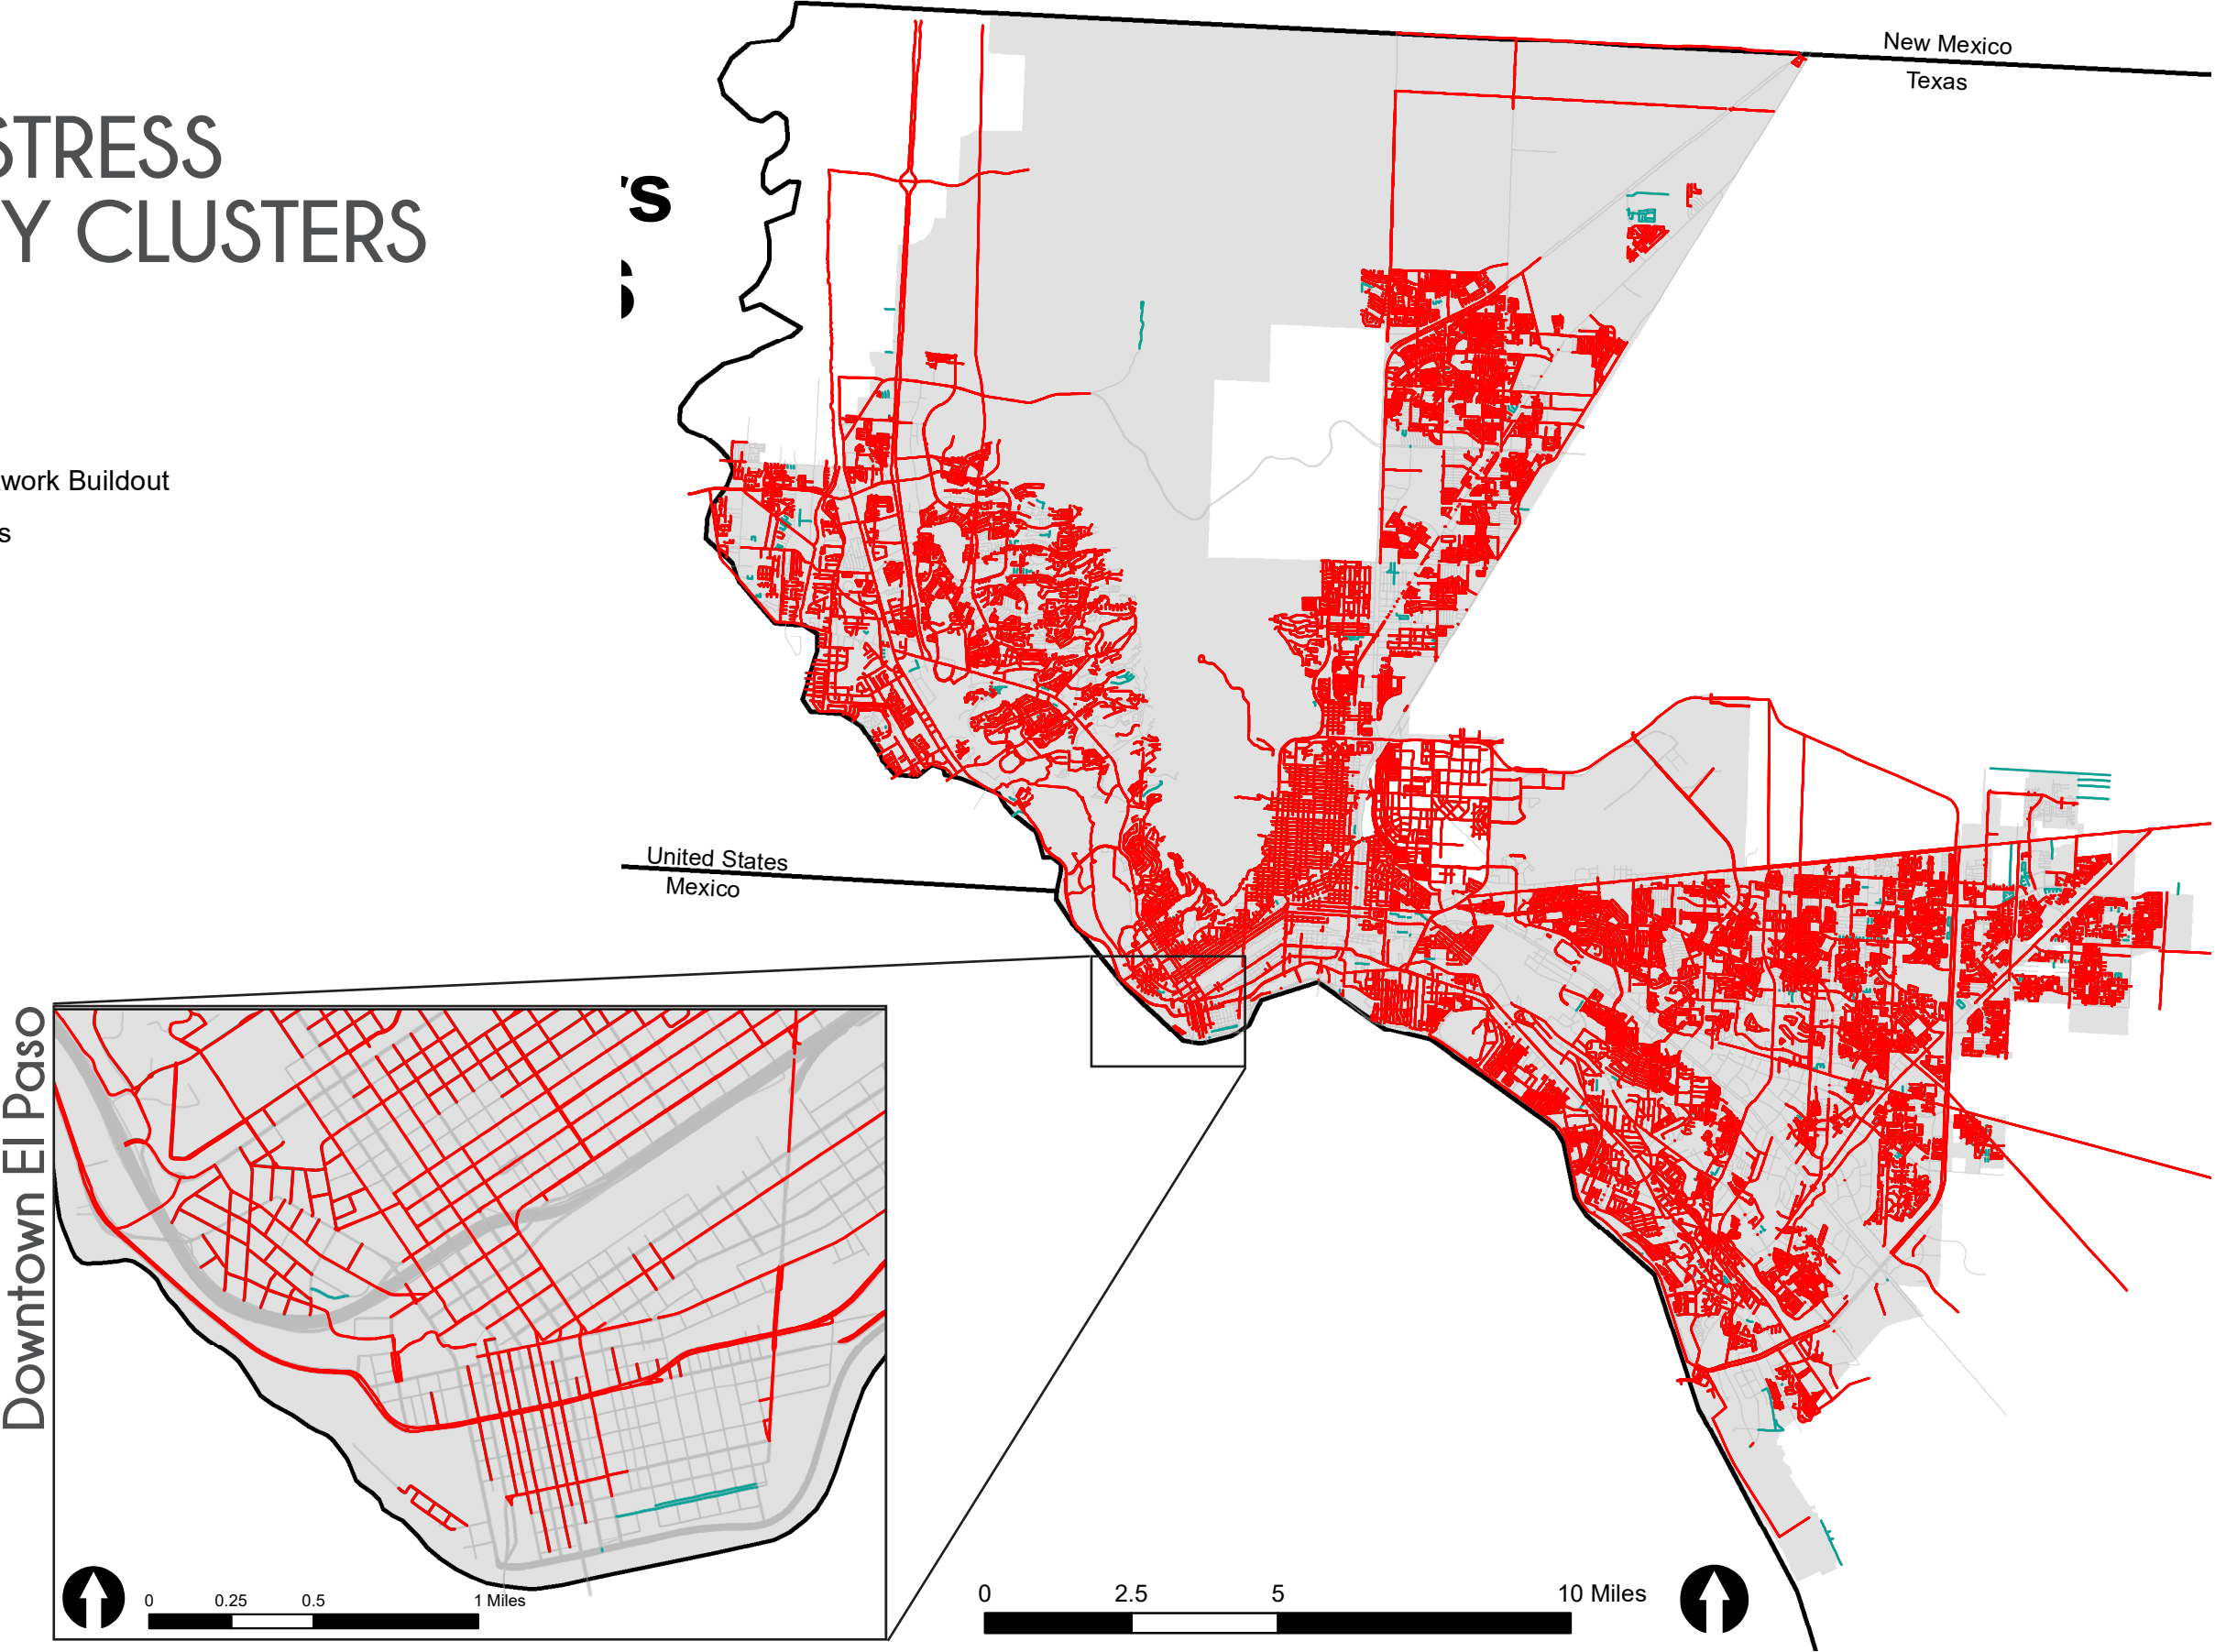 STRESS
Y CLUSTERS
work Buildout
s
rs
s
New Mexico
Texas
United States
Mexico
Downtown El Paso
0 0.25 0.5 1 Miles
0 2.5 5 10 Miles